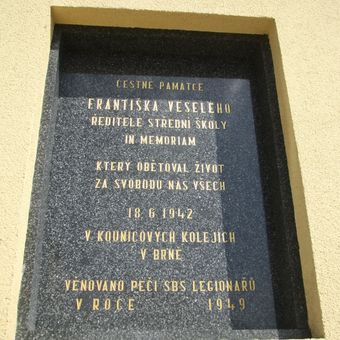 ČESTNÉ PAMÁTCE
FRANTIŠKA VESELÉHO
ŘEDITELE STŘEDNÍ ŠKOLY
IN MEMORIAM
KTERÝ OBĚTOVAL ŽIVOT
ZA SVOBODU NÁS VŠECH
18.6.1942
V KOUNICOVÝCH KOLEJÍCH
V BRNĚ
VĚNOVÁNO PÉČÍ SBS LEGIONÁŘŮ
V ROCE 1949